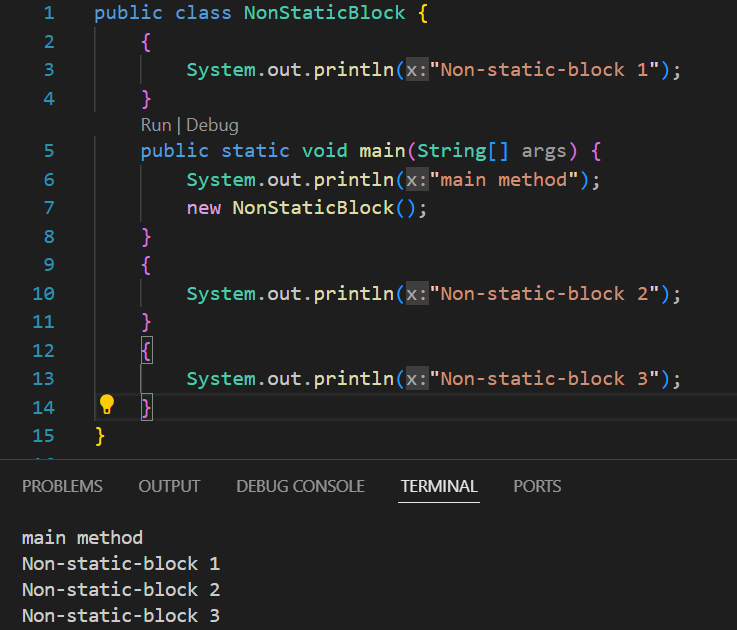 1 public class NonStaticBlock {
2 {
3 System.out.println(x:"Non-static-block 1");
4 }
Run | Debug
5 public static void main(String[] args) {
6 System.out.println(x:"main method");
7 new NonStaticBlock();
8 }
9 {
10 System.out.println(x:"Non-static-block 2");
11 }
12 {
13 System.out.println(x:"Non-static-block 3");
14 }
15 }
PROBLEMS OUTPUT DEBUG CONSOLE TERMINAL PORTS
main method
Non-static-block 1
Non-static-block 2
Non-static-block 3